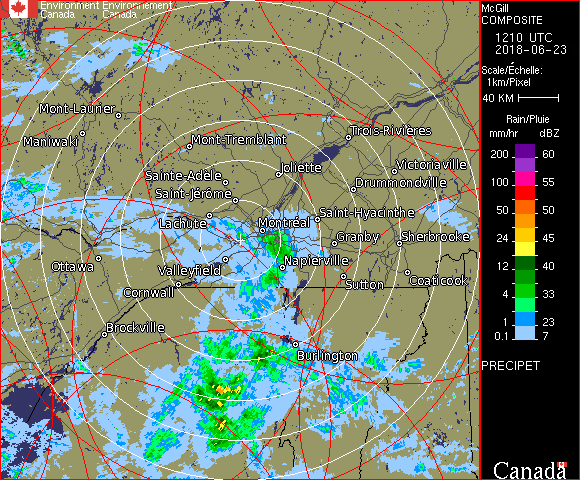 Environment Environnement
Canada Canada
McGill
COMPOSITE
1210 UTC
2018-06-23
Scale/Échelle:
1km/Pixel
40 KM
Rain/Pluie
mm/hr dBZ
200 60
100 55
50 50
24 45
12 40
4 33
1 23
0.1 7
PRECIPET
Canada
Mont-Laurier
Maniwaki
Mont-Tremblant
Trois-Rivières
Joliette
Victoriaville
Sainte-Adèle
Drummondville
Saint-Jérôme
Lachute
Montréal
Saint-Hyacinthe
Granby
Sherbrooke
Ottawa
Valleyfield
Napierville
Cornwall
Sutton
Coaticook
Brockville
Burlington